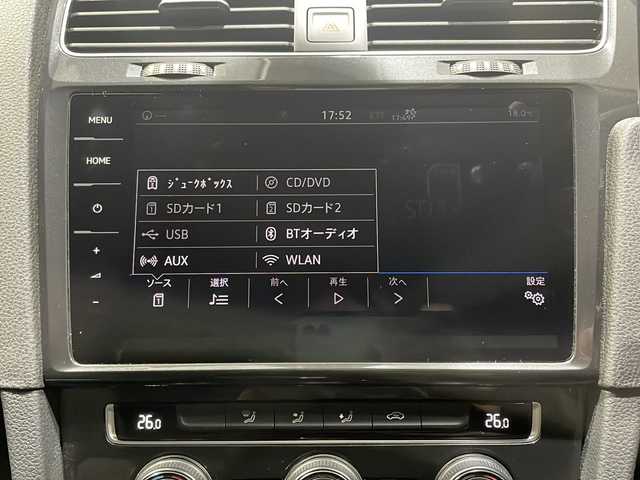 MENU
17:52
18.0℃
HOME
ジュークボックス
CD/DVD
SDカード1
SDカード2
USB
BTオーディオ
AUX
WLAN
+
−
ソース
選択
前へ
再生
次へ
設定
26.0
26.0